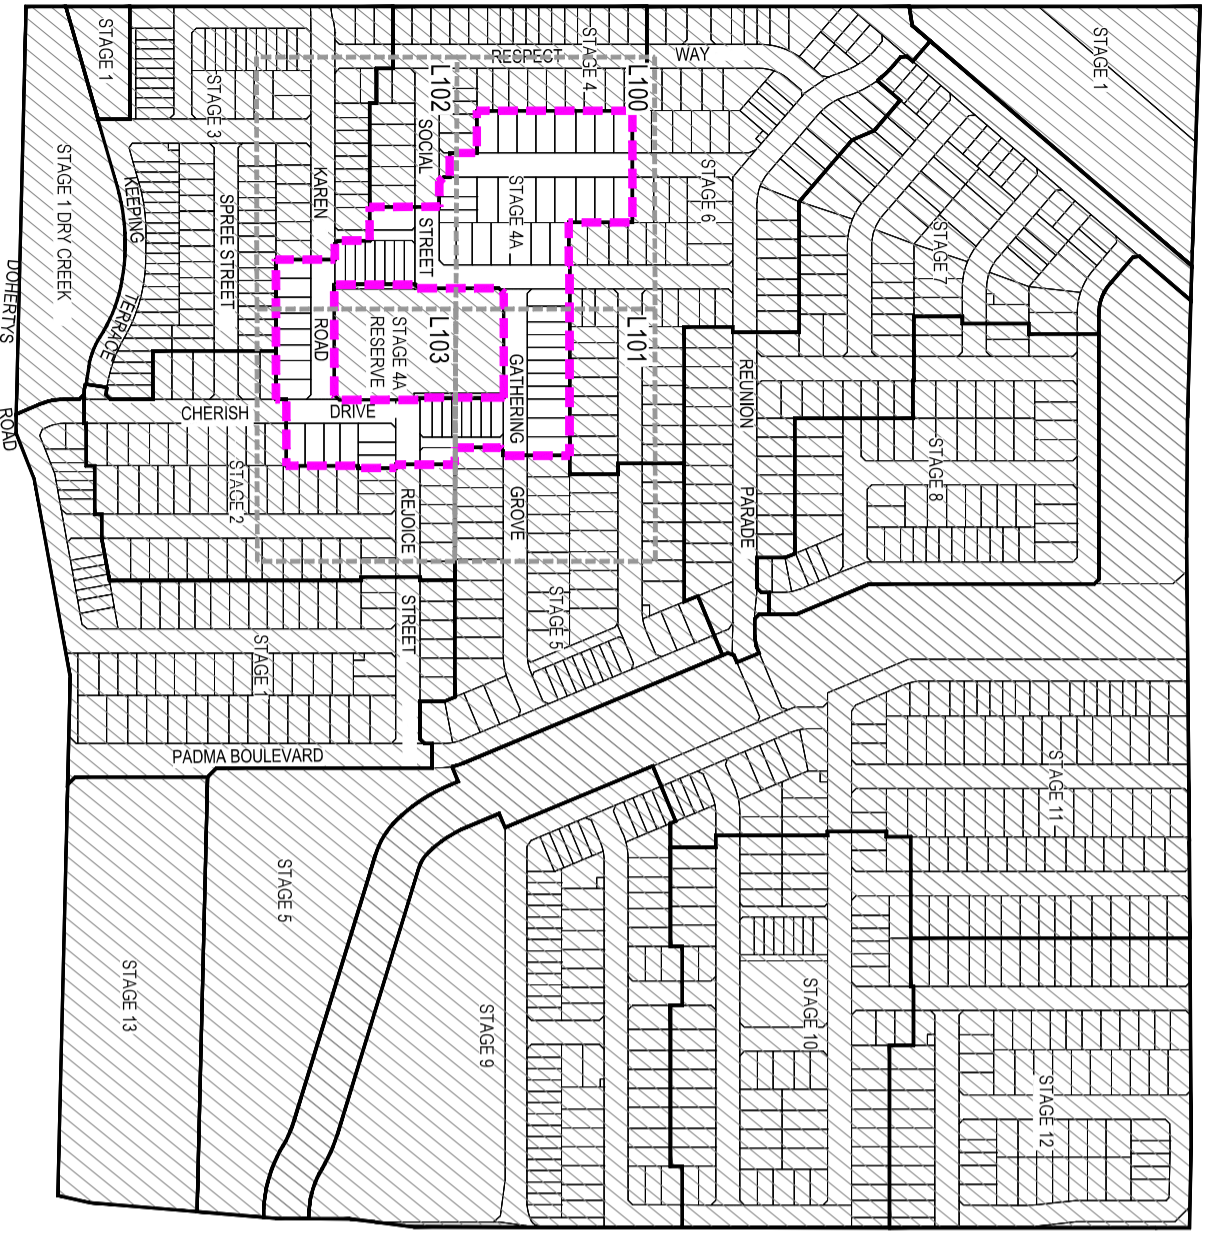 STAGE 1
STAGE 1
RESPECT
WAY
STAGE 4
L100
L102
STAGE 3
SOCIAL
STAGE 6
KEEPING
STAGE 1 DRY CREEK
SPREE STREET
KAREN
STREET
STAGE 4A
STAGE 7
DOHERTYS
ROAD
TERRACE
ROAD
STAGE 4A
RESERVE
L103
L101
GATHERING
REUNION
PARADE
CHERISH
DRIVE
STAGE 8
STAGE 2
REJOICE
STREET
GROVE
STAGE 5
STAGE 1
PADMA BOULEVARD
STAGE 11
STAGE 5
STAGE 13
STAGE 9
STAGE 10
STAGE 12